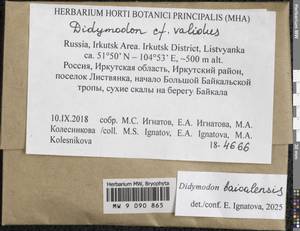 HERBARIUM HORTI BOTANICI PRINCIPALIS (MHA)
Didymodon cf. validus
Russia, Irkutsk Area. Irkutsk District, Listvyanka
ca. 51°50' N – 104°53' E, ~500 m alt.
Россия, Иркутская область, Иркутский район,
поселок Листвянка, начало Большой Байкальской
тропы, сухие скалы на берегу Байкала
10.IX.2018 собр. М.С. Игнатов, Е.А. Игнатова, М.А.
Колесникова /coll. M.S. Ignatov, E.A. Ignatova, M.A.
Kolesnikova 18-4666
Herbarium MW, Bryophyta
MW 9 090 865
Didymodon baicalensis
det./conf. E. Ignatova, 2025